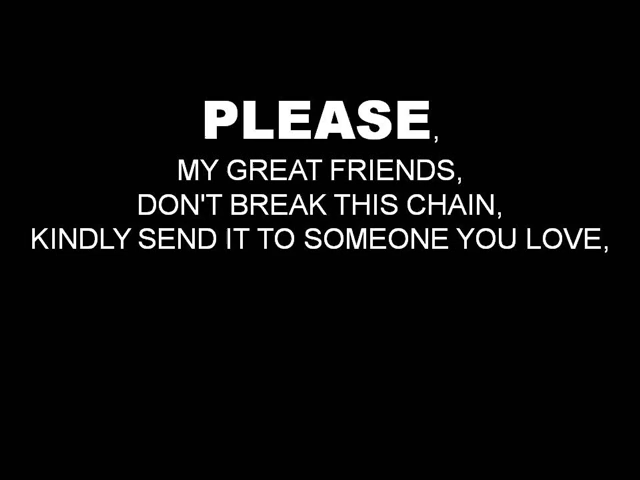 PLEASE,
MY GREAT FRIENDS,
DON'T BREAK THIS CHAIN,
KINDLY SEND IT TO SOMEONE YOU LOVE,